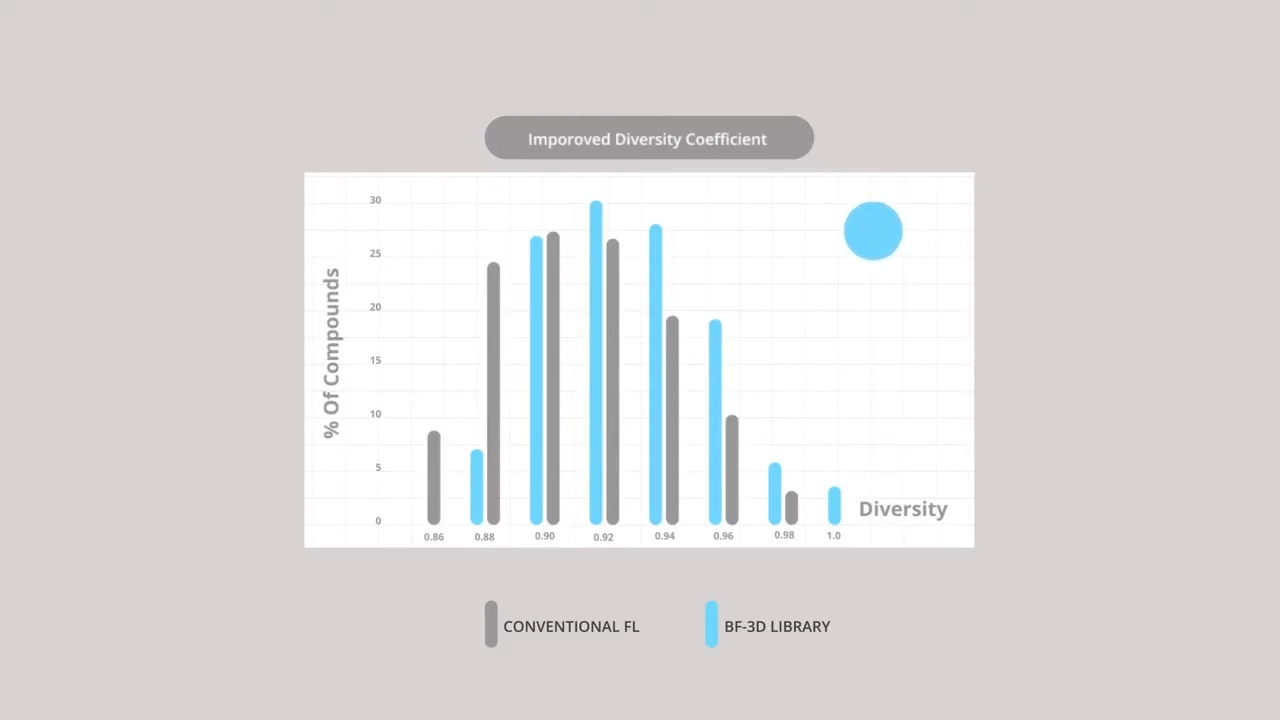 Imporoved Diversity Coefficient
30
25
20
15
10
5
0
% Of Compounds
0.86 0.88 0.90 0.92 0.94 0.96 0.98 1.0
Diversity
CONVENTIONAL FL
BF-3D LIBRARY